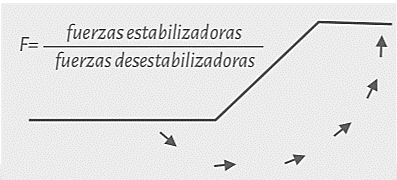 F= fuerzas estabilizadoras
fuerzas desestabilizadoras